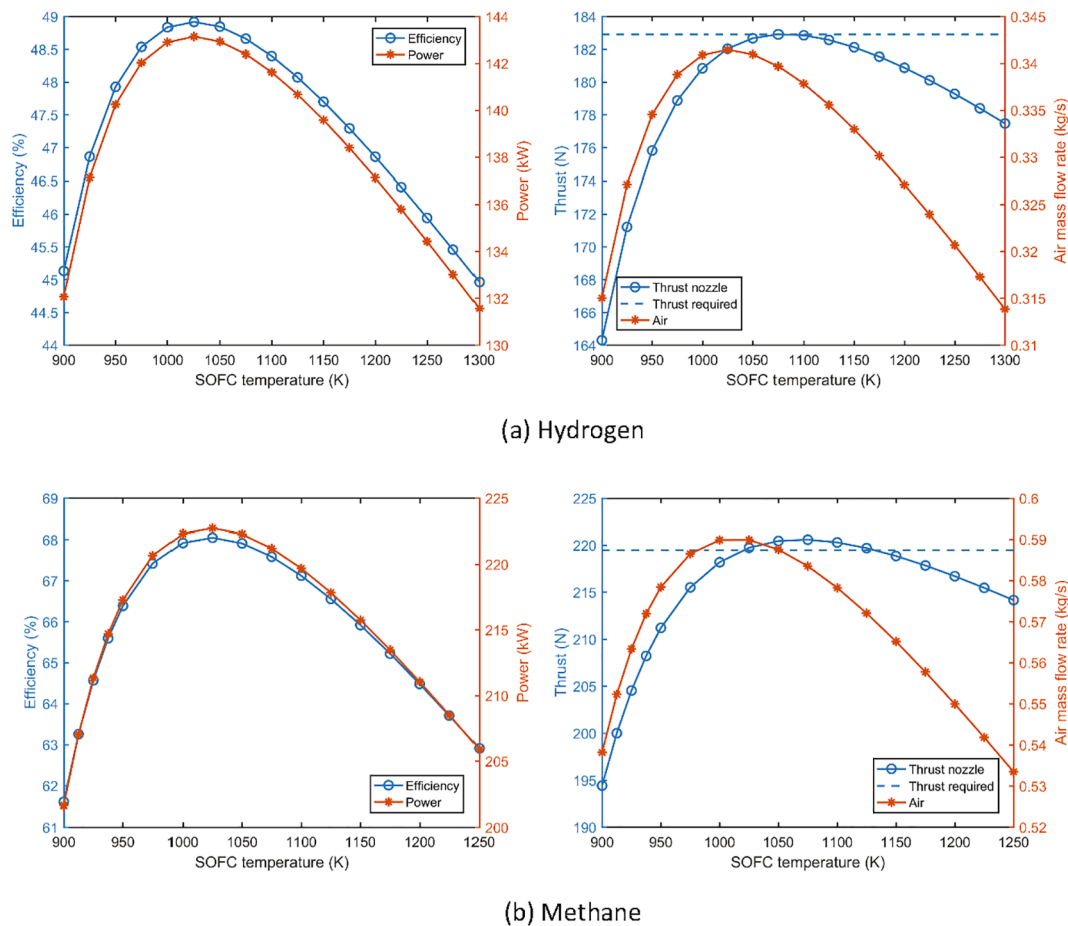 49
48.5
48
47.5
47
46.5
46
45.5
45
44.5
44
Efficiency (%)
144
142
140
138
136
134
132
130
Power (kW)
Efficiency
Power
900 950 1000 1050 1100 1150 1200 1250 1300
SOFC temperature (K)
184
182
180
178
176
174
172
170
168
166
164
Thrust (N)
0.345
0.34
0.335
0.33
0.325
0.32
0.315
0.31
Air mass flow rate (kg/s)
Thrust nozzle
Thrust required
Air
900 950 1000 1050 1100 1150 1200 1250 1300
SOFC temperature (K)
(a) Hydrogen
69
68
67
66
65
64
63
62
61
Efficiency (%)
225
220
215
210
205
200
Power (kW)
Efficiency
Power
900 950 1000 1050 1100 1150 1200 1250
SOFC temperature (K)
225
220
215
210
205
200
195
190
Thrust (N)
0.6
0.59
0.58
0.57
0.56
0.55
0.54
0.53
0.52
Air mass flow rate (kg/s)
Thrust nozzle
Thrust required
Air
900 950 1000 1050 1100 1150 1200 1250
SOFC temperature (K)
(b) Methane